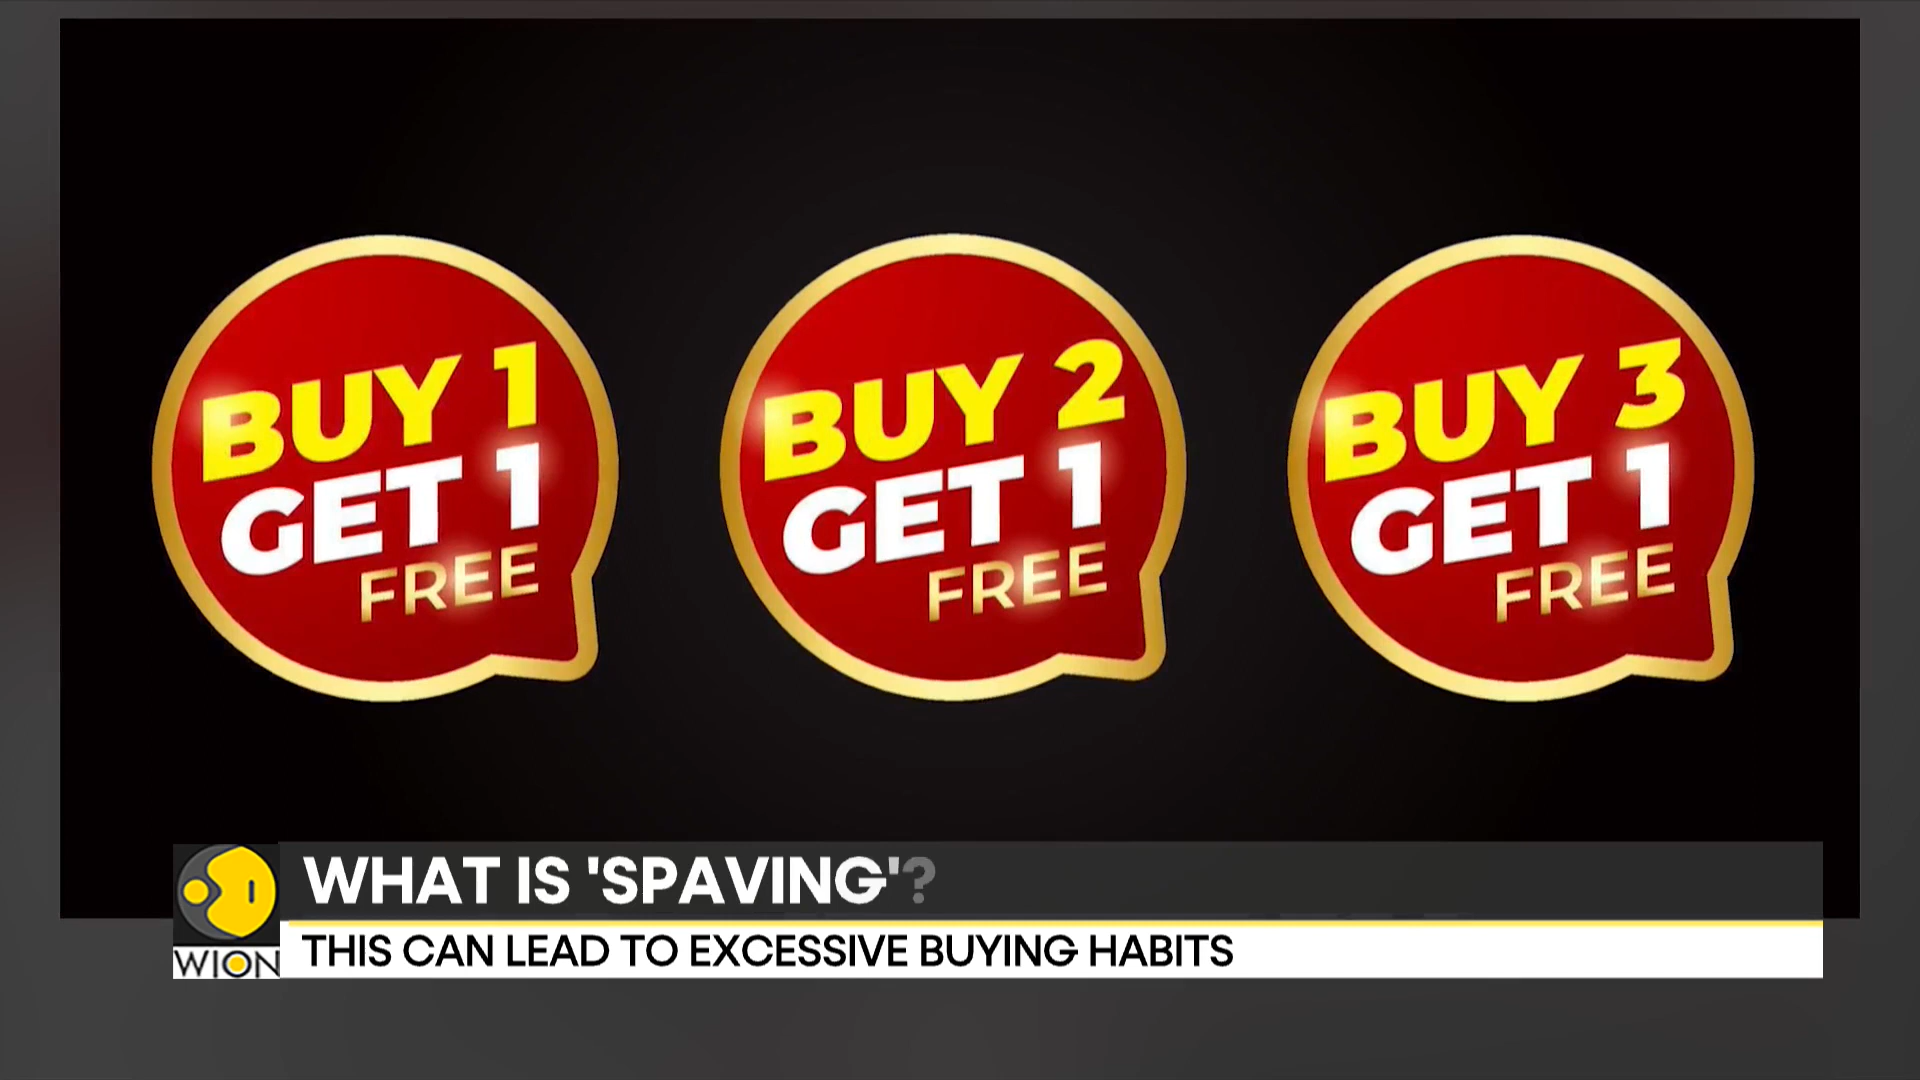 BUY 1
GET 1
FREE
BUY 2
GET 1
FREE
BUY 3
GET 1
FREE
WHAT IS 'SPAVING'?
THIS CAN LEAD TO EXCESSIVE BUYING HABITS
WION